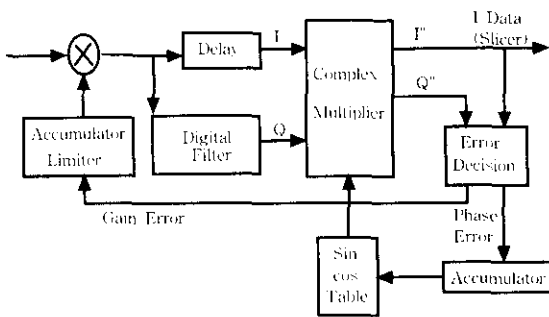 I Data
(Slicer)
Delay
I
I"
Complex
Multiplier
Q"
Accumulator
Limiter
Digital
Filter
Q
Error
Decision
Gain Error
Phase
Error
Sin
cos
Table
Accumulator